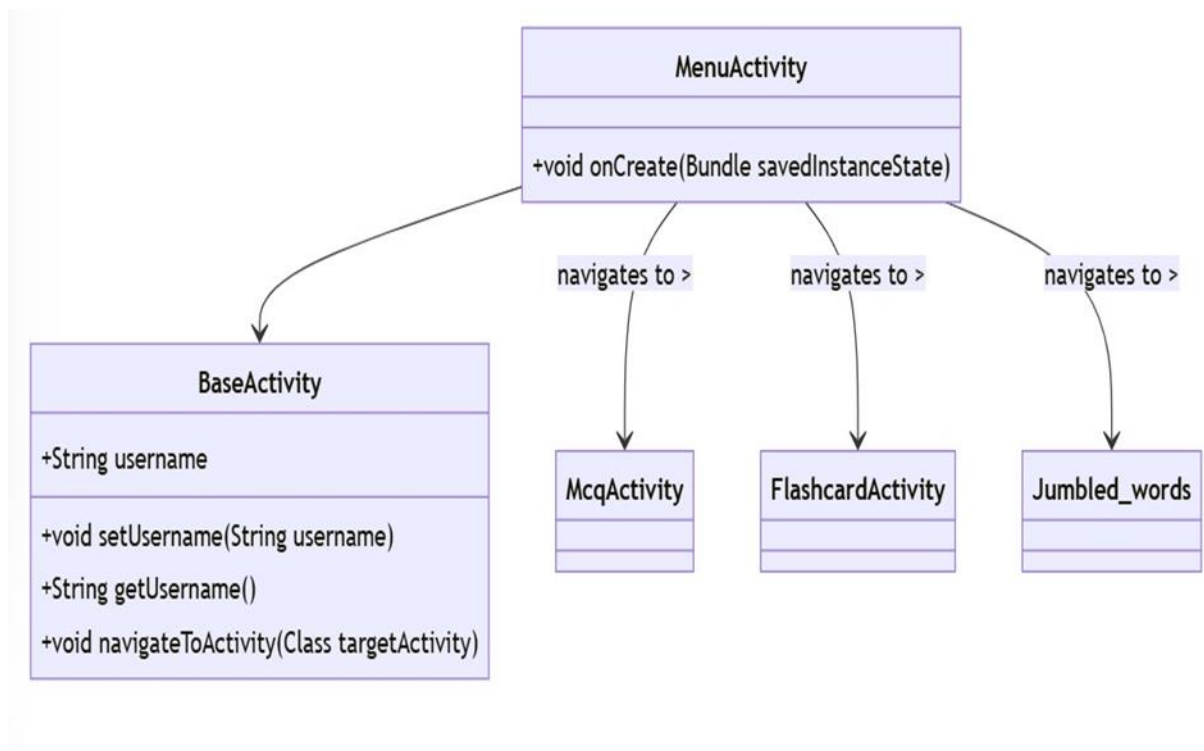 MenuActivity
+void onCreate(Bundle savedInstanceState)
navigates to >
navigates to >
navigates to >
BaseActivity
+String username
+void setUsername(String username)
+String getUsername()
+void navigateToActivity(Class targetActivity)
McqActivity
FlashcardActivity
Jumbled_words